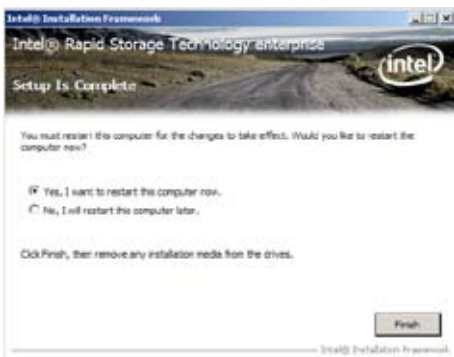 Intel® Installation Framework
Intel® Rapid Storage Technology enterprise
intel
Setup Is Complete
You must restart this computer for the changes to take effect. Would you like to restart the
computer now?
Yes, I want to restart this computer now.
No, I will restart this computer later.
Click Finish, then remove any installation media from the drives.
Finish
Intel® Installation Framework